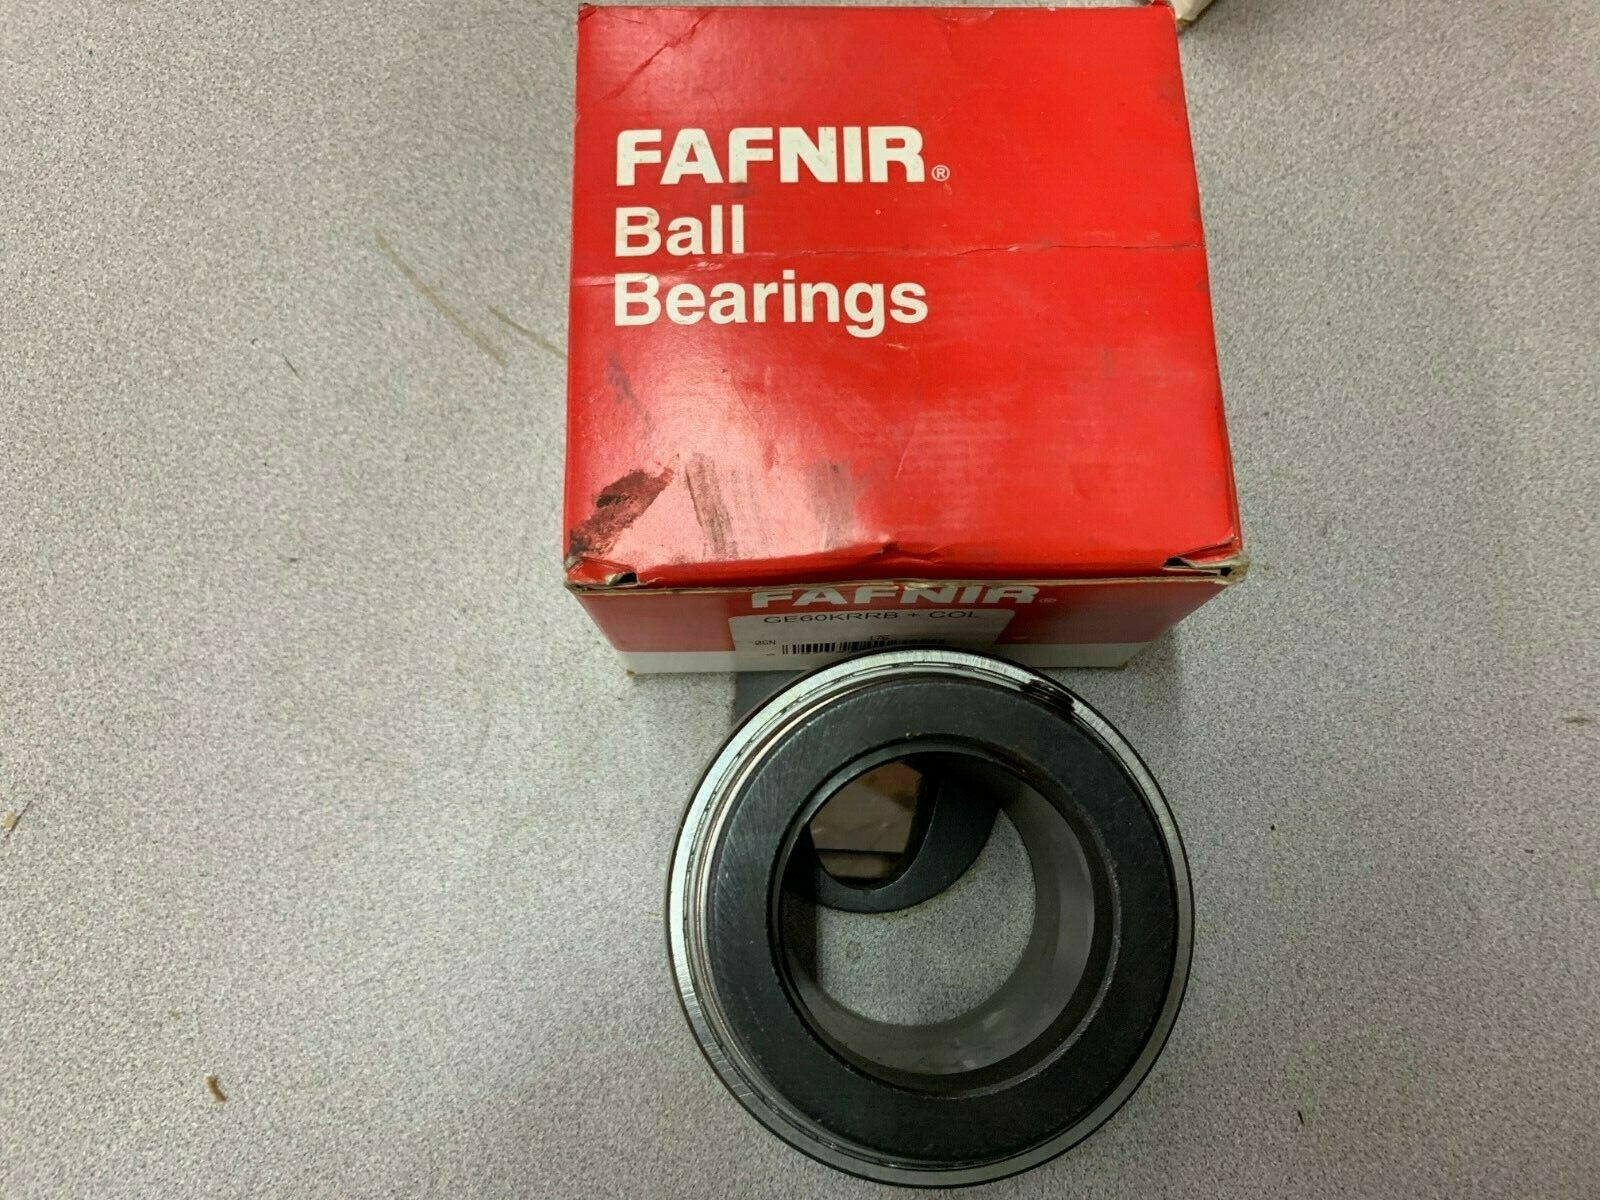 FAFNIR®
Ball
Bearings
FAFNIR®
GE60KRRB + COL